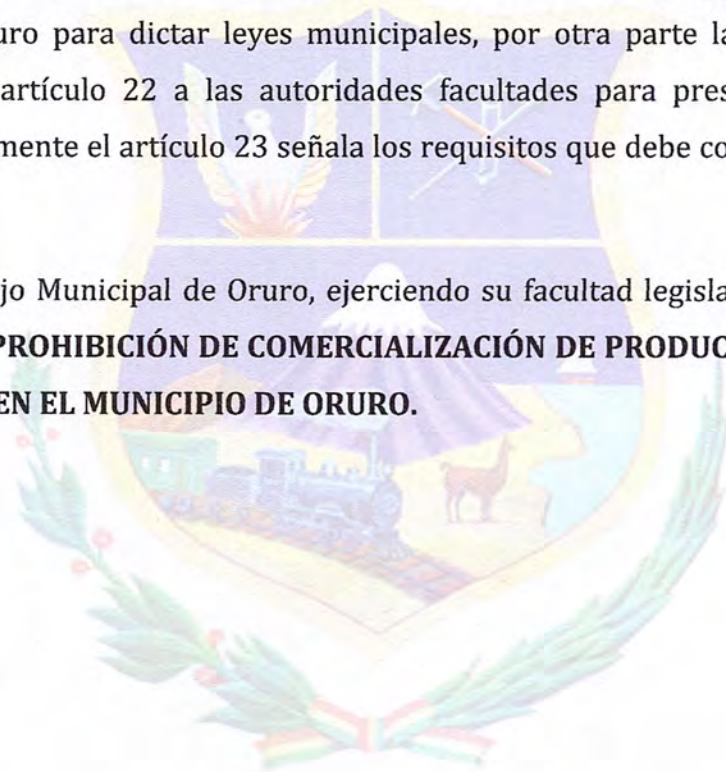 uro para dictar leyes municipales, por otra parte la
artículo 22 a las autoridades facultades para pres
mente el artículo 23 señala los requisitos que debe co
jo Municipal de Oruro, ejerciendo su facultad legisla
PROHIBICIÓN DE COMERCIALIZACIÓN DE PRODUC
EN EL MUNICIPIO DE ORURO.